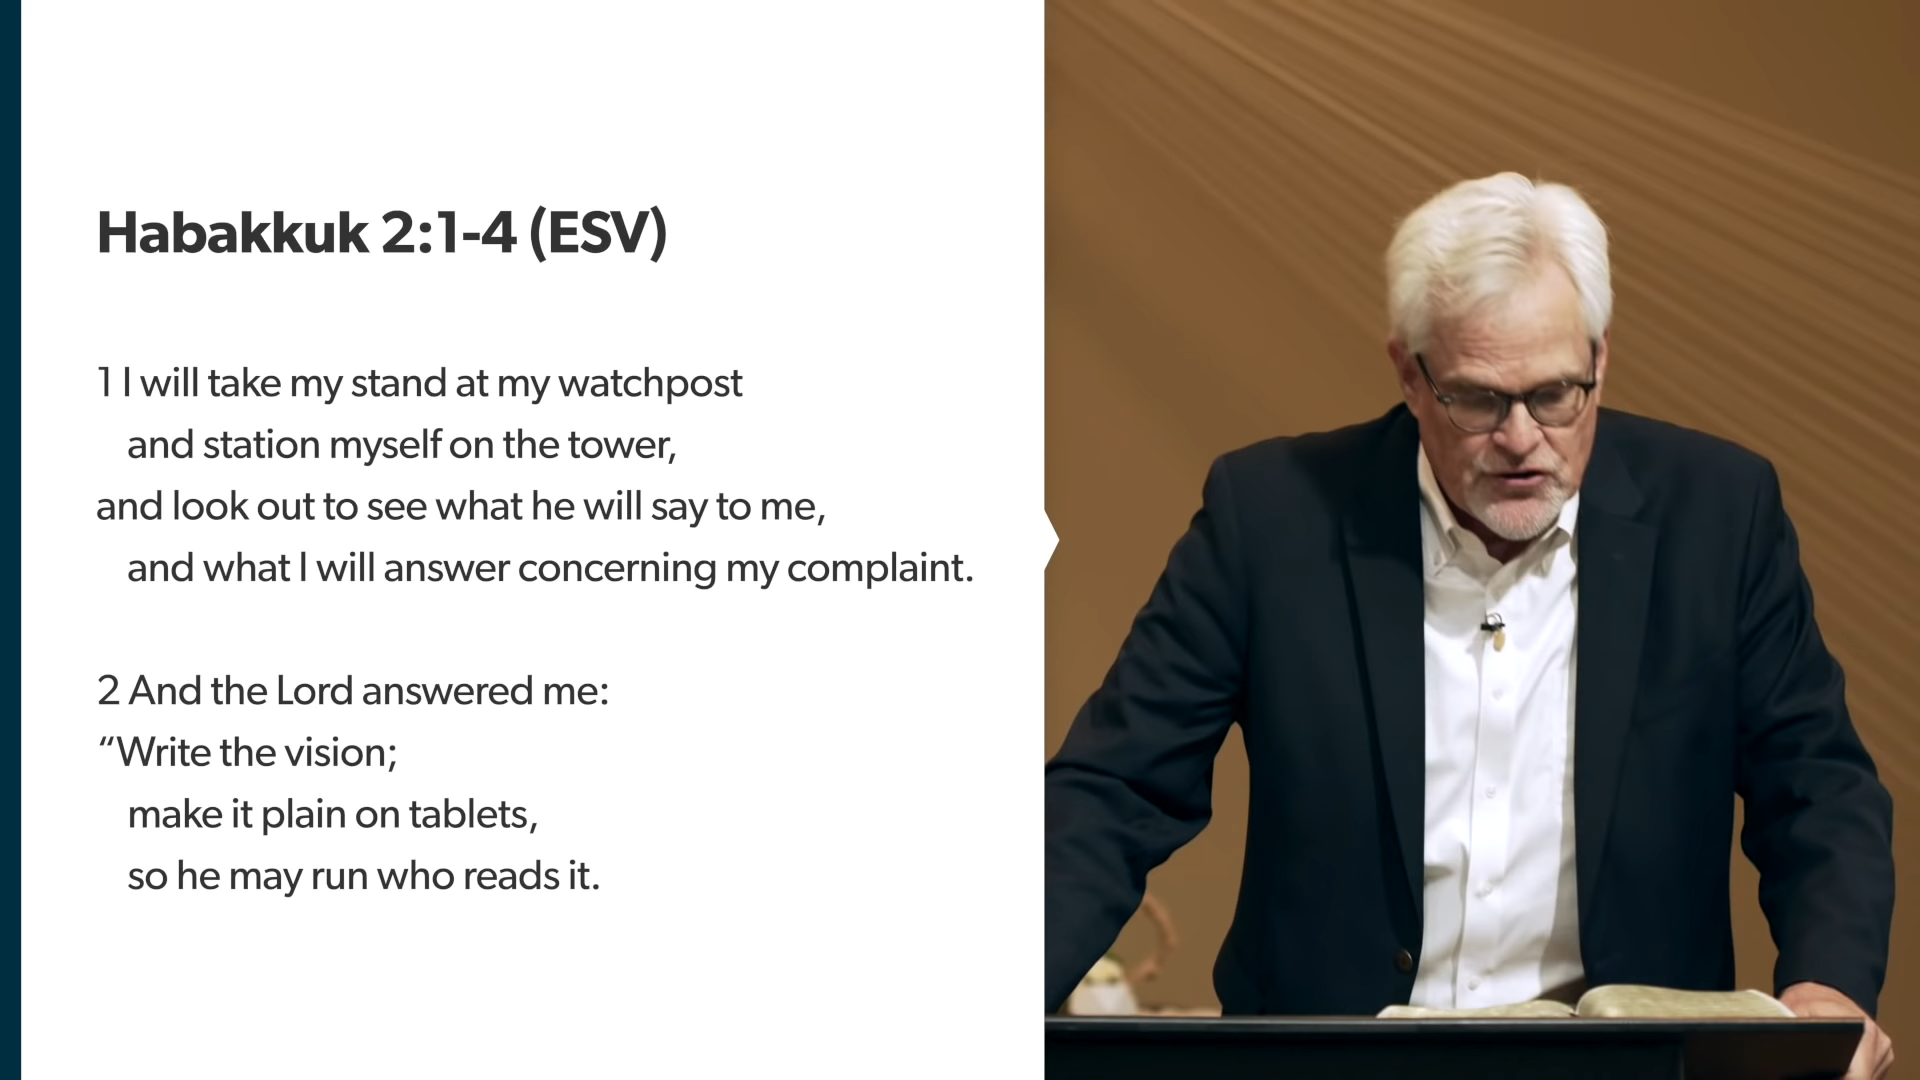 Habakkuk 2:1-4 (ESV)
1 I will take my stand at my watchpost
and station myself on the tower,
and look out to see what he will say to me,
and what I will answer concerning my complaint.
2 And the Lord answered me:
“Write the vision;
make it plain on tablets,
so he may run who reads it.